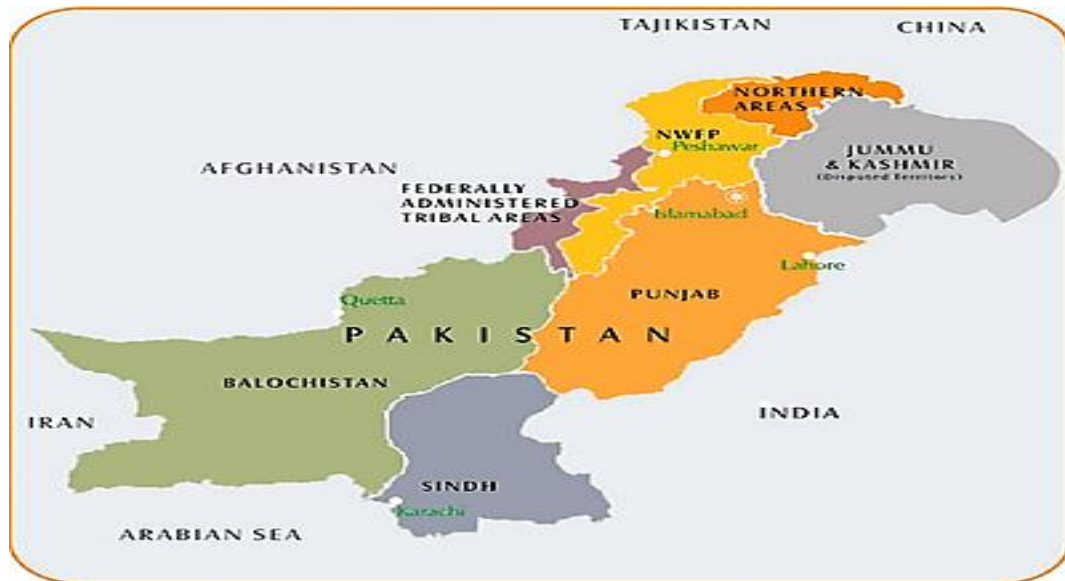 TAJIKISTAN
CHINA
NORTHERN
AREAS
NWFP
Peshawar
JUMMU
& KASHMIR
(Disputed Territors)
AFGHANISTAN
FEDERALLY
ADMINISTERED
TRIBAL AREAS
Islamabad
Lahore
Quetta
PUNJAB
PAKISTAN
BALOCHISTAN
IRAN
INDIA
SINDH
Karachi
ARABIAN SEA